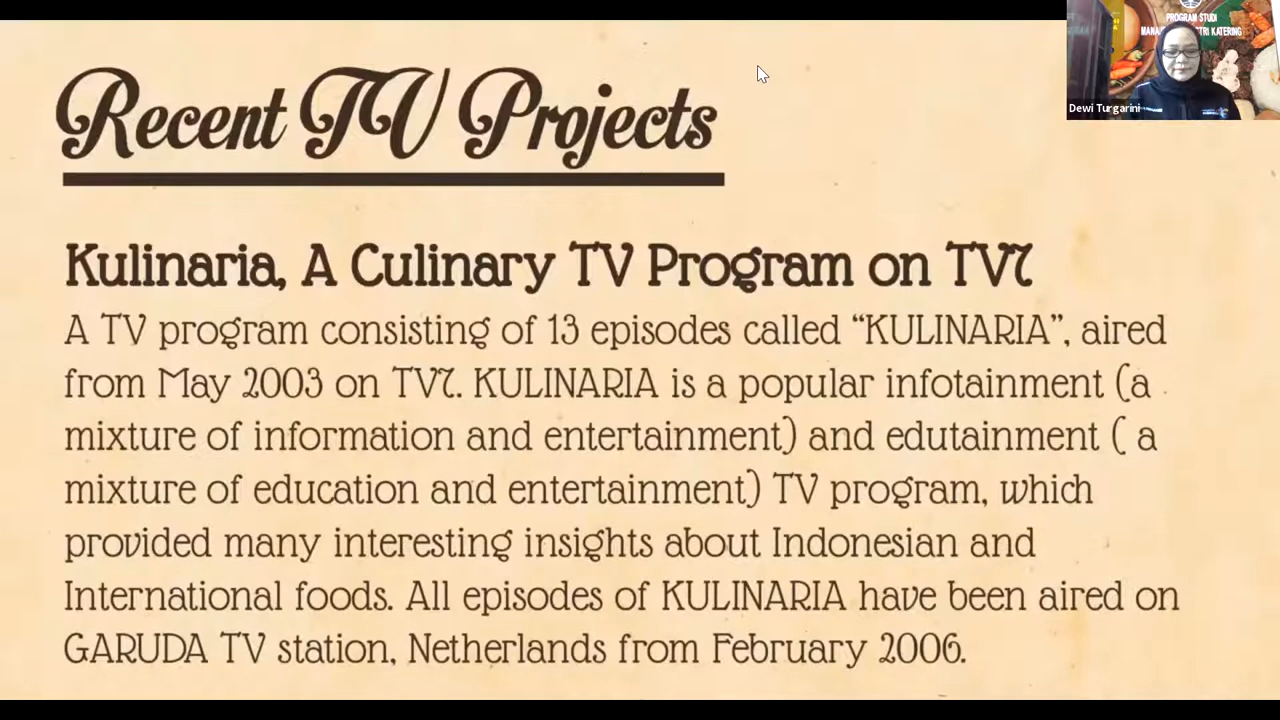 PROGRAM STUDI
Recent TV Projects
Dewi Turgarini
Kulinaria, A Culinary TV Program on TV7
A TV program consisting of 13 episodes called “KULINARIA”, aired
from May 2003 on TV7. KULINARIA is a popular infotainment (a
mixture of information and entertainment) and edutainment ( a
mixture of education and entertainment) TV program, which
provided many interesting insights about Indonesian and
International foods. All episodes of KULINARIA have been aired on
GARUDA TV station, Netherlands from February 2006.